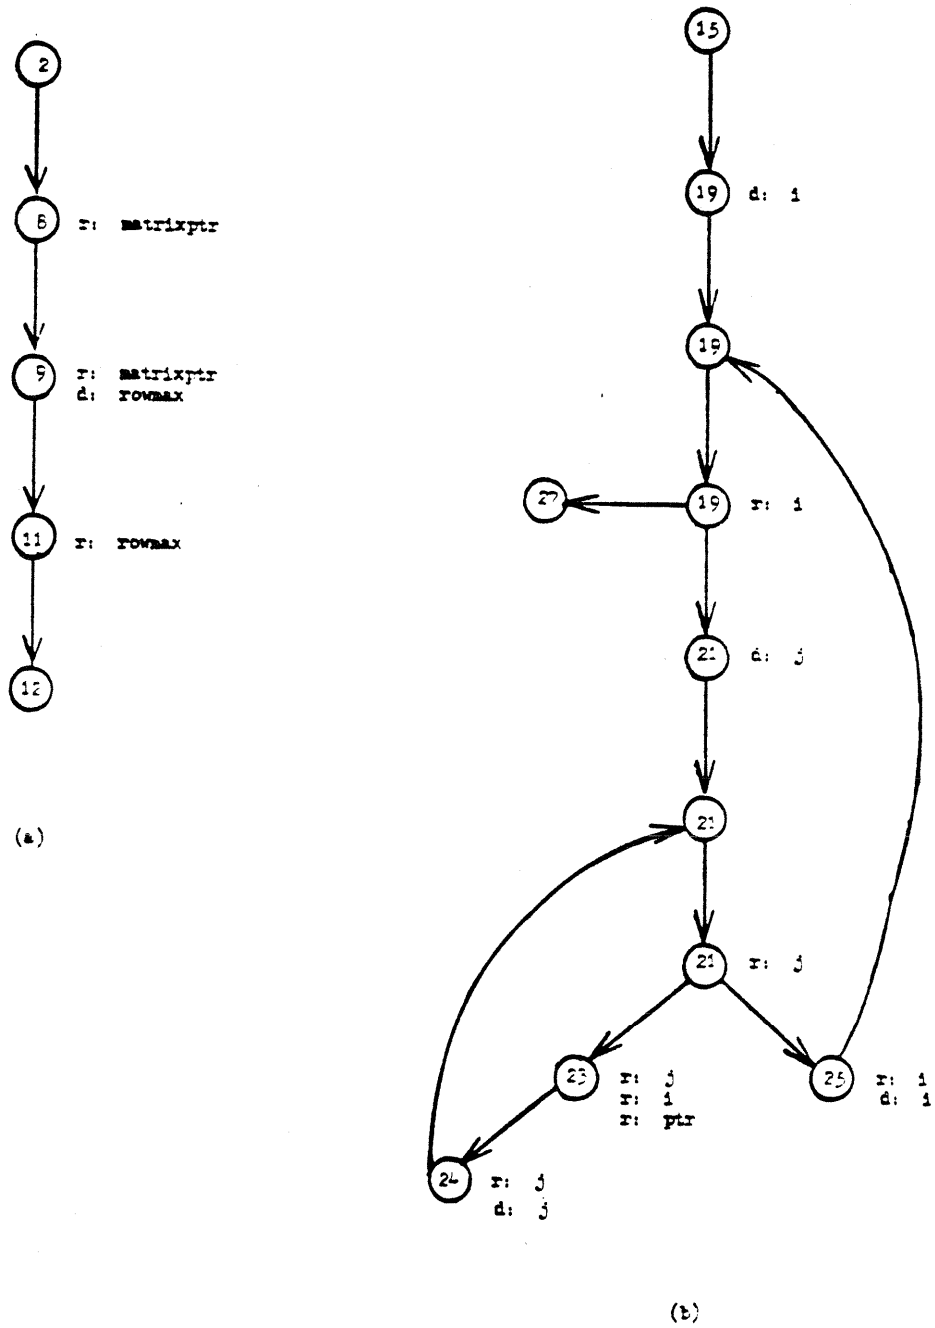 2
8 r: matrixptr
9 r: matrixptr
d: rowmax
11 r: rowmax
12
(a)
15
19 d: i
19
27
19 r: i
21 d: j
21
21 r: j
23 r: j
r: i
r: ptr
25 r: i
d: i
24 r: j
d: j
(b)